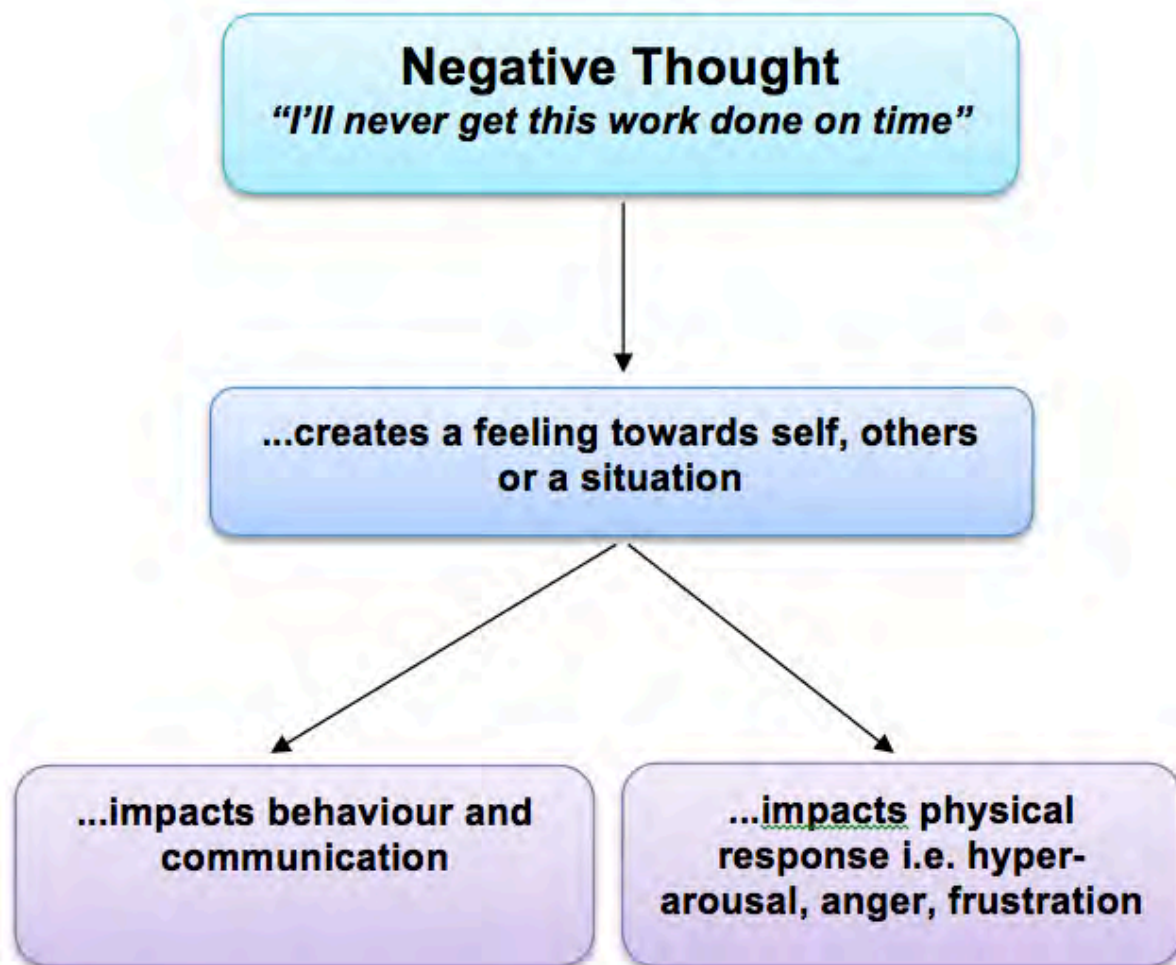 Negative Thought
“I’ll never get this work done on time”
...creates a feeling towards self, others
or a situation
...impacts behaviour and
communication
...impacts physical
response i.e. hyper-
arousal, anger, frustration